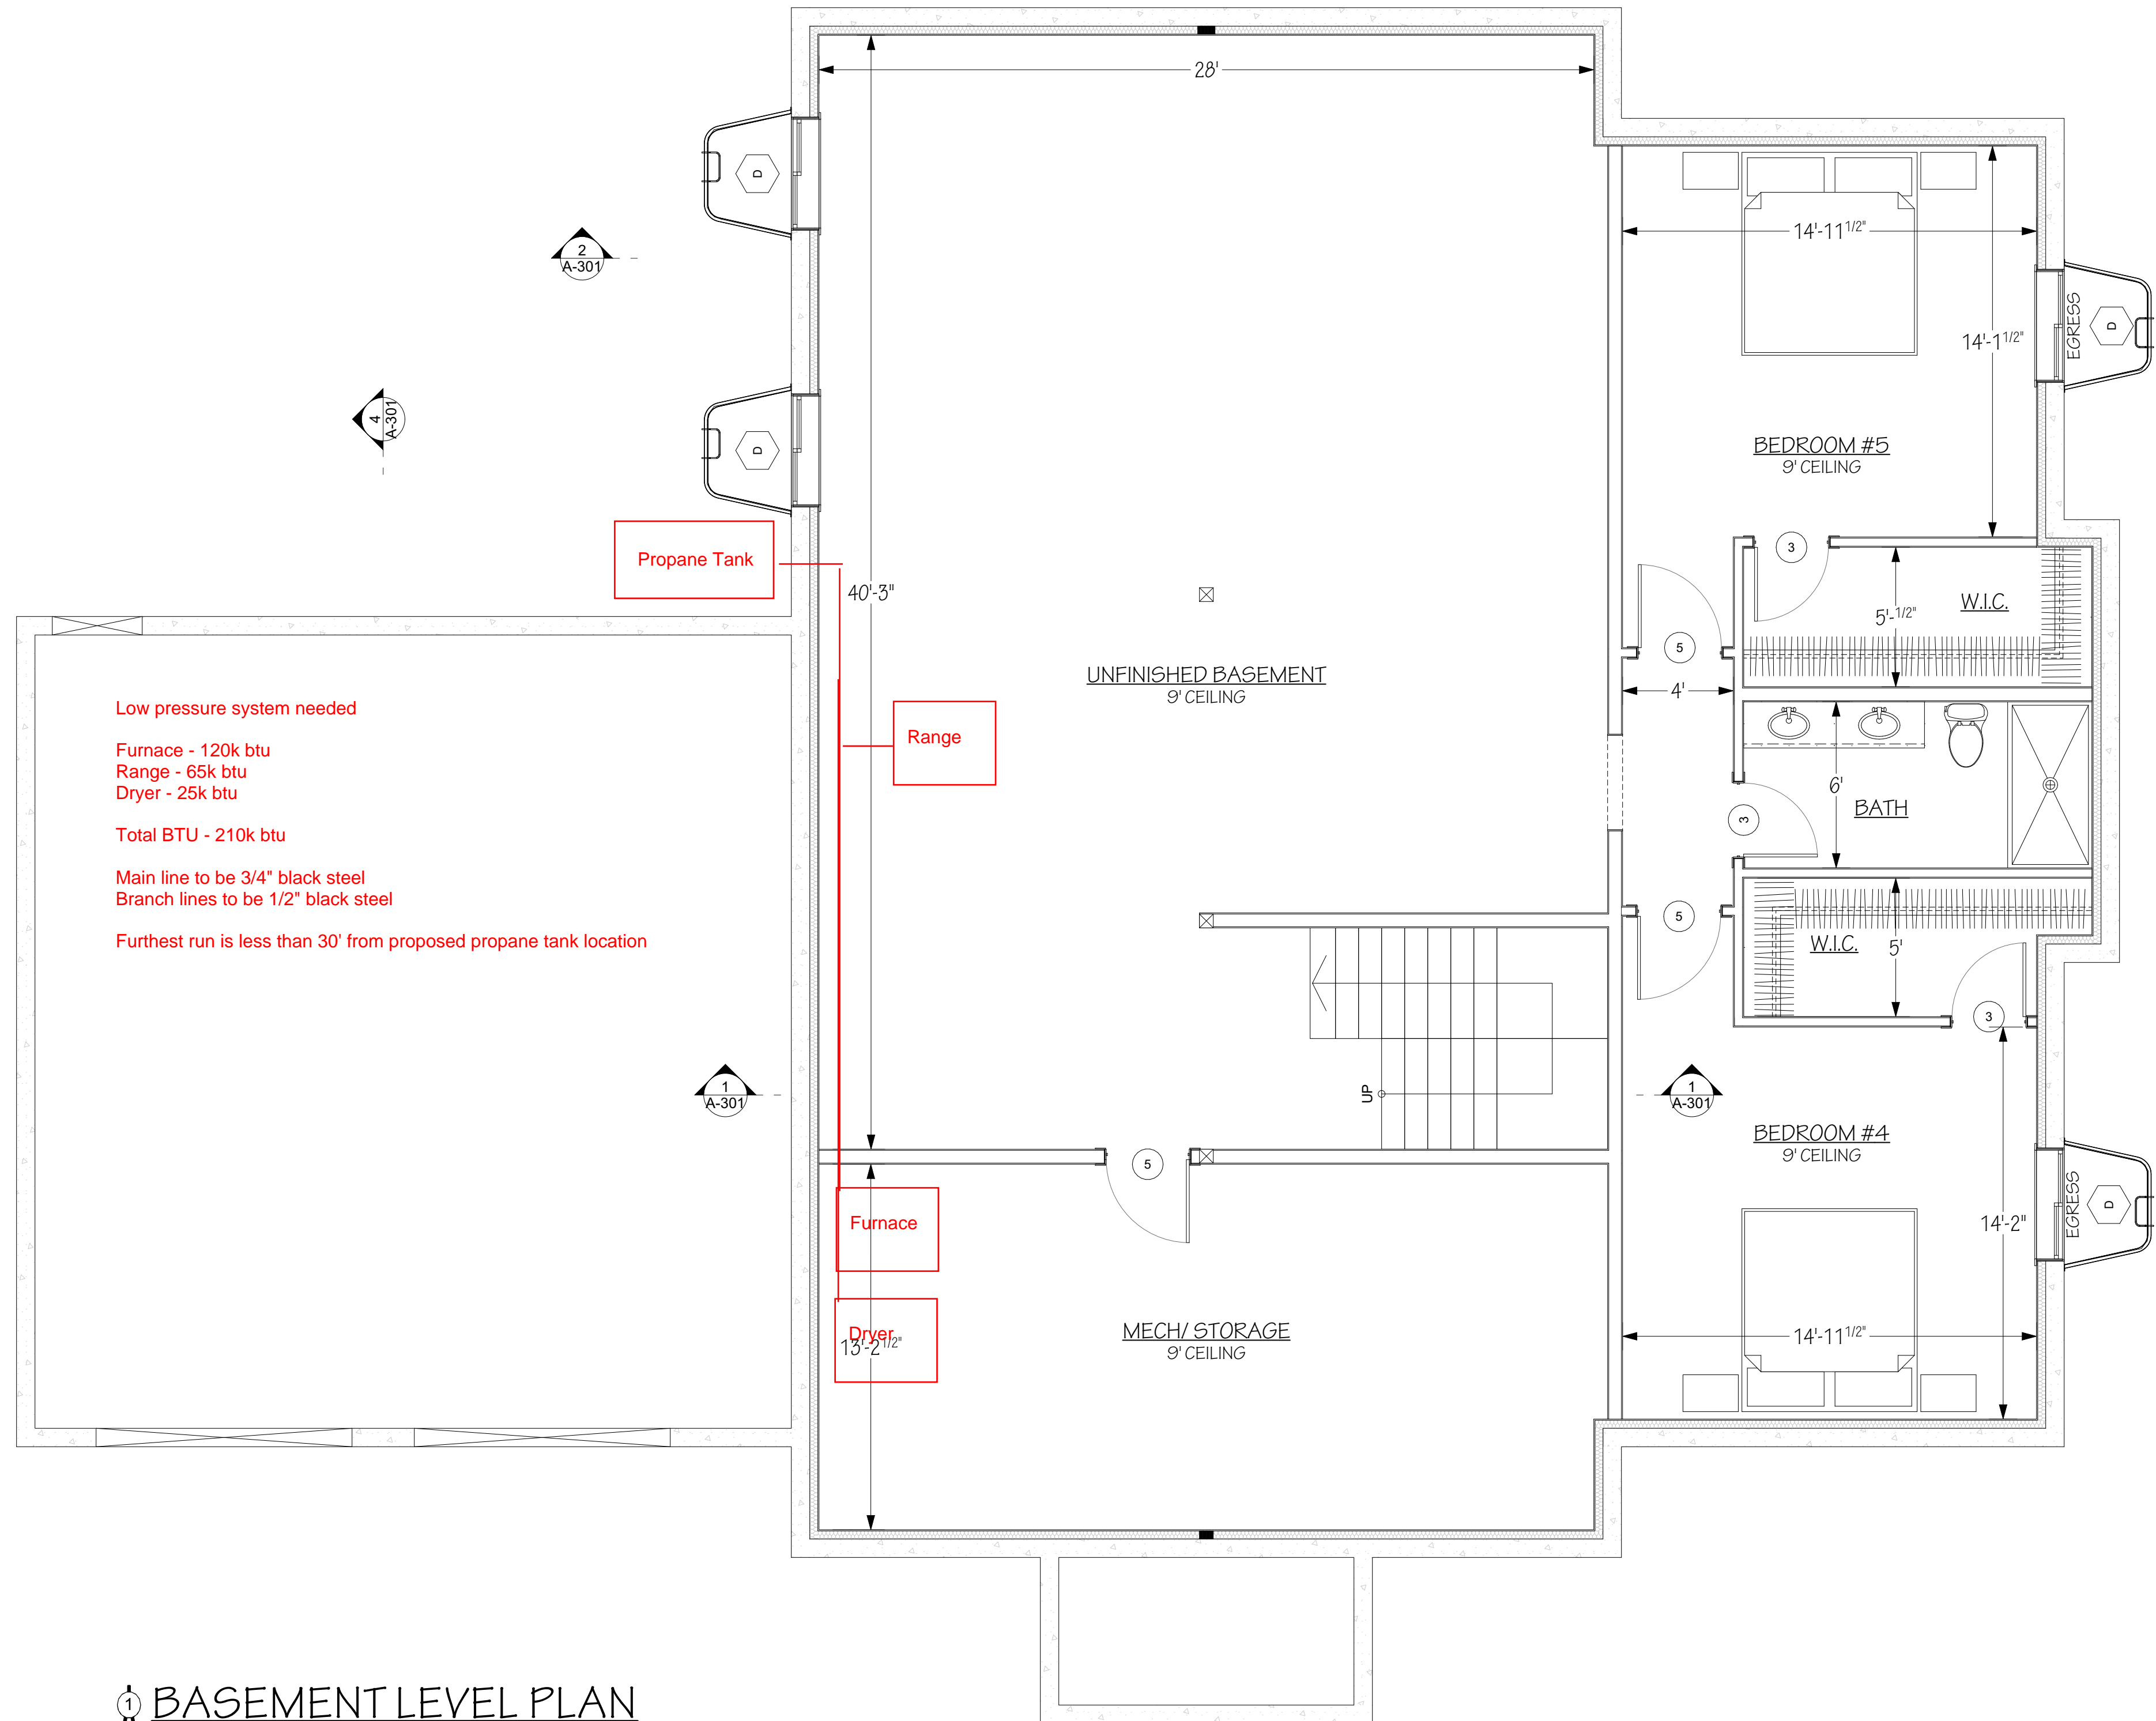 28'
D
2
A-301
14'-11 1/2"
EGRESS
D
14'-1 1/2"
4
A-301
D
BEDROOM #5
9' CEILING
Propane Tank
3
40'-3"
W.I.C.
5'-1/2"
5
UNFINISHED BASEMENT
9' CEILING
4'
Low pressure system needed
Furnace - 120k btu
Range - 65k btu
Dryer - 25k btu
Total BTU - 210k btu
Main line to be 3/4" black steel
Branch lines to be 1/2" black steel
Furthest run is less than 30' from proposed propane tank location
Range
6'
BATH
3
5
W.I.C.
5'
3
1
A-301
UP
1
A-301
BEDROOM #4
9' CEILING
5
EGRESS
D
Furnace
14'-2"
Dryer
13'-2 1/2"
MECH/ STORAGE
9' CEILING
14'-11 1/2"
1
BASEMENT LEVEL PLAN